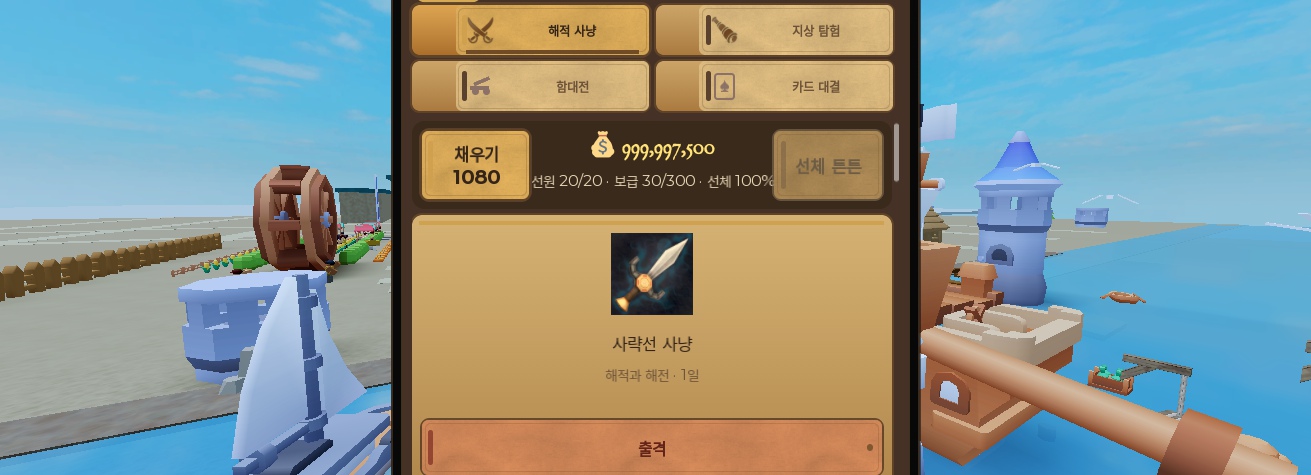 해적 사냥
지상 탐험
함대전
카드 대결
채우기
1080
999,997,500
선원 20/20 · 보급 30/300 · 선체 100%
선체 튼튼
사략선 사냥
해적과 해전 · 1일
출격